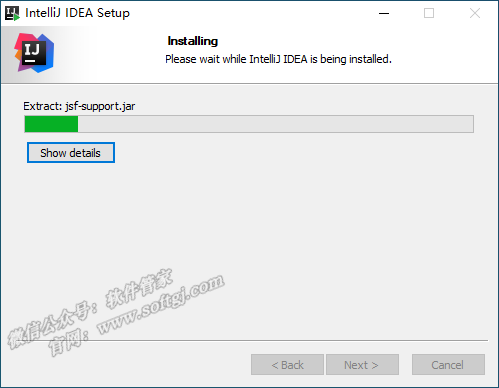 IntelliJ IDEA Setup
IJ
Installing
Please wait while IntelliJ IDEA is being installed.
Extract: jsf-support.jar
Show details
微信公众号：软件管家
官网：www.softgj.com
< Back
Next >
Cancel